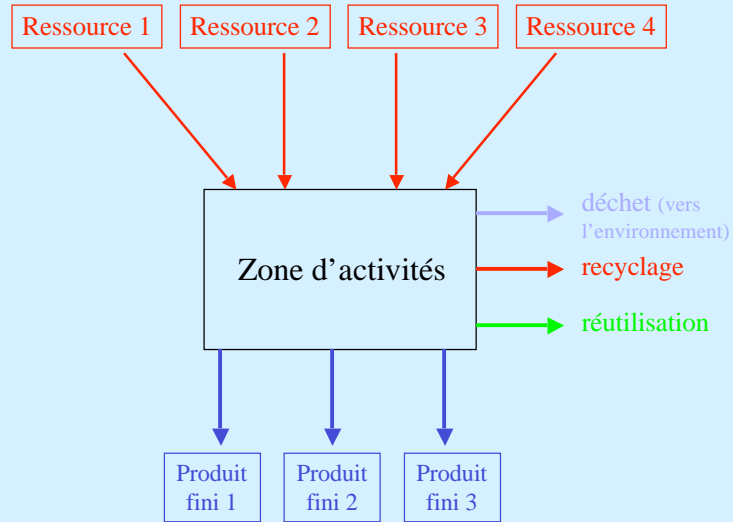 Ressource 1
Ressource 2
Ressource 3
Ressource 4
déchet (vers
l’environnement)
Zone d’activités
recyclage
réutilisation
Produit
fini 1
Produit
fini 2
Produit
fini 3